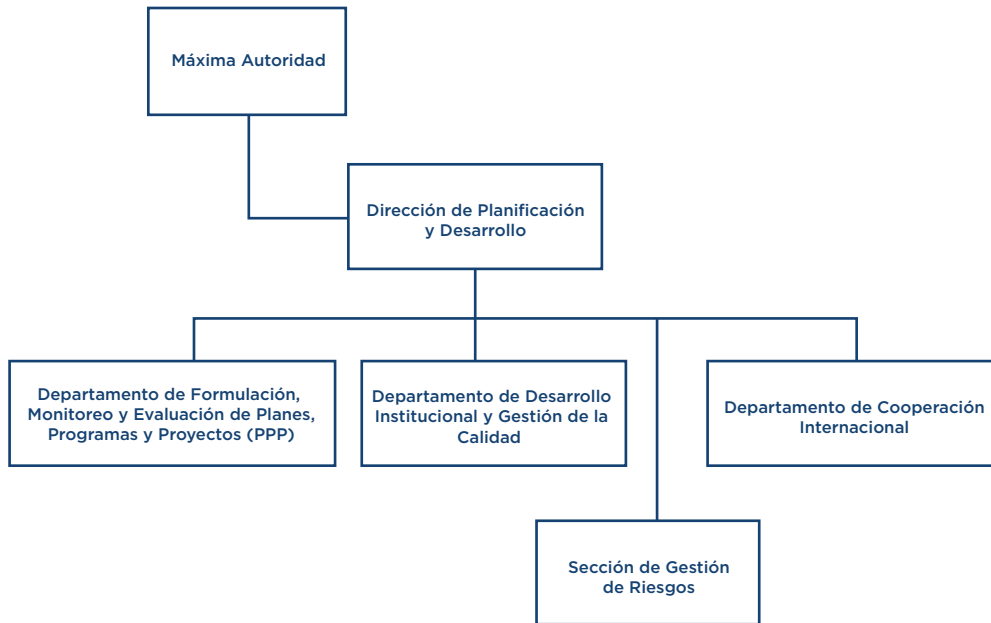 Máxima Autoridad
Dirección de Planificación
y Desarrollo
Departamento de Formulación,
Monitoreo y Evaluación de Planes,
Programas y Proyectos (PPP)
Departamento de Desarrollo
Institucional y Gestión de la
Calidad
Departamento de Cooperación
Internacional
Sección de Gestión
de Riesgos